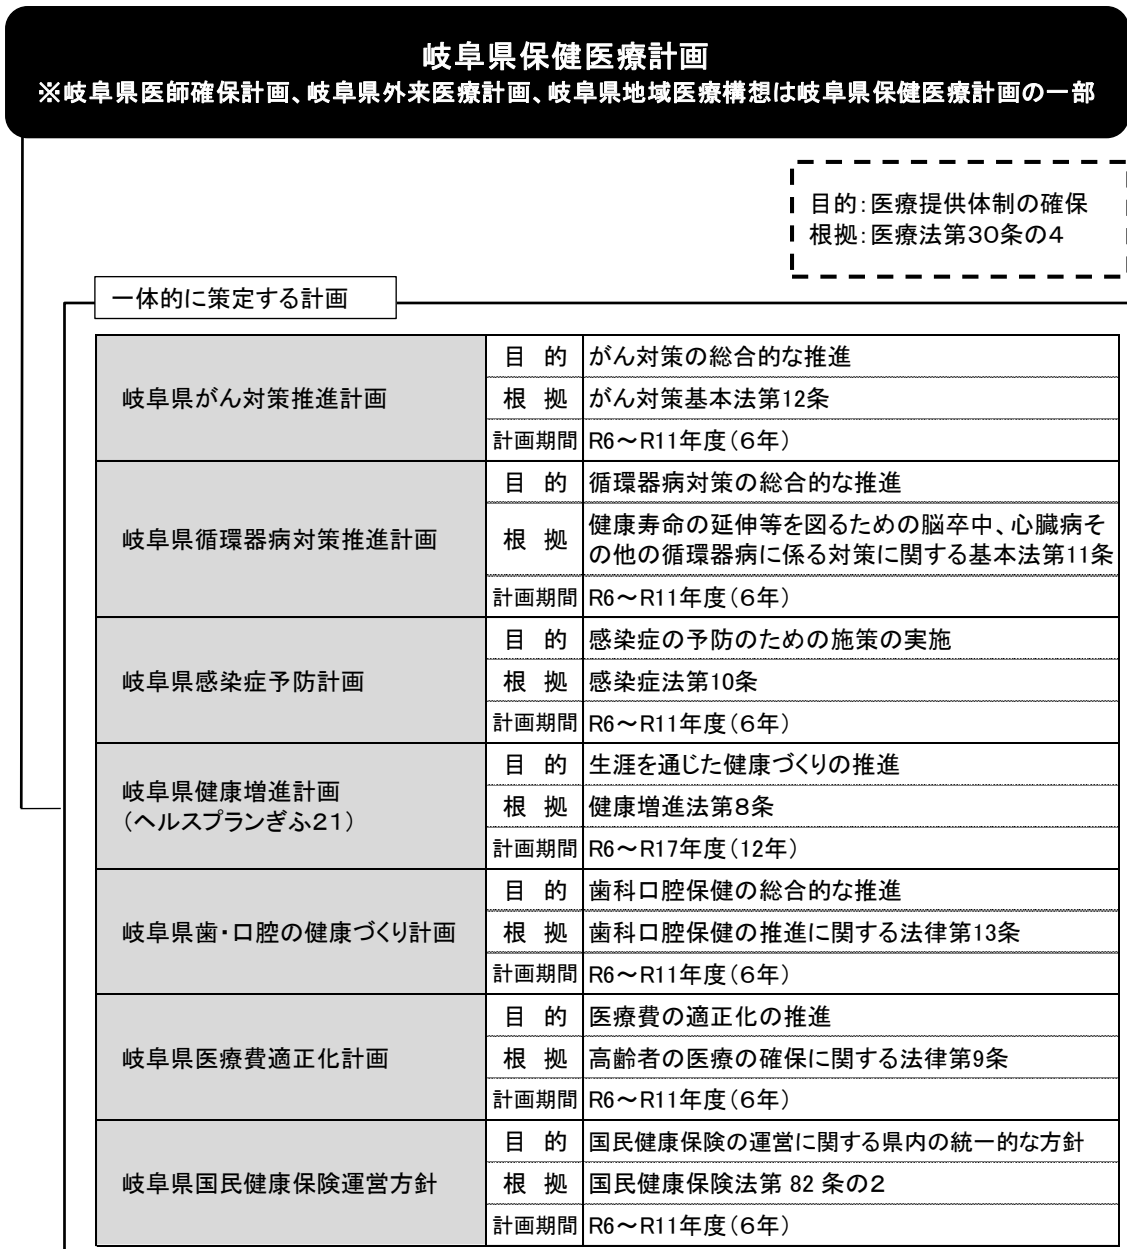 岐阜県保健医療計画
※岐阜県医師確保計画、岐阜県外来医療計画、岐阜県地域医療構想は岐阜県保健医療計画の一部
目的：医療提供体制の確保
根拠：医療法第30条の4
一体的に策定する計画
岐阜県がん対策推進計画
目 的 がん対策の総合的な推進
根 拠 がん対策基本法第12条
計画期間 R6～R11年度（6年）
岐阜県循環器病対策推進計画
目 的 循環器病対策の総合的な推進
根 拠 健康寿命の延伸等を図るための脳卒中、心臓病そ
の他の循環器病に係る対策に関する基本法第11条
計画期間 R6～R11年度（6年）
岐阜県感染症予防計画
目 的 感染症の予防のための施策の実施
根 拠 感染症法第10条
計画期間 R6～R11年度（6年）
岐阜県健康増進計画
（ヘルスプランぎふ21）
目 的 生涯を通じた健康づくりの推進
根 拠 健康増進法第8条
計画期間 R6～R17年度（12年）
岐阜県歯・口腔の健康づくり計画
目 的 歯科口腔保健の総合的な推進
根 拠 歯科口腔保健の推進に関する法律第13条
計画期間 R6～R11年度（6年）
岐阜県医療費適正化計画
目 的 医療費の適正化の推進
根 拠 高齢者の医療の確保に関する法律第9条
計画期間 R6～R11年度（6年）
岐阜県国民健康保険運営方針
目 的 国民健康保険の運営に関する県内の統一的な方針
根 拠 国民健康保険法第 82 条の2
計画期間 R6～R11年度（6年）